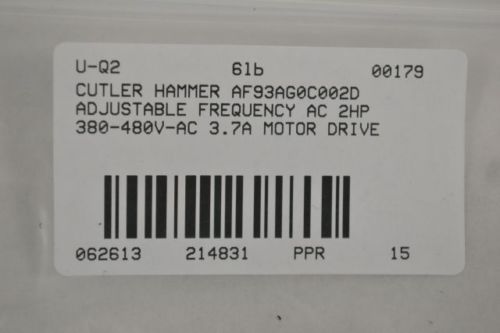 U-Q2 6lb 00179
CUTLER HAMMER AF93AG0C002D
ADJUSTABLE FREQUENCY AC 2HP
380-480V-AC 3.7A MOTOR DRIVE
062613 214831 PPR 15